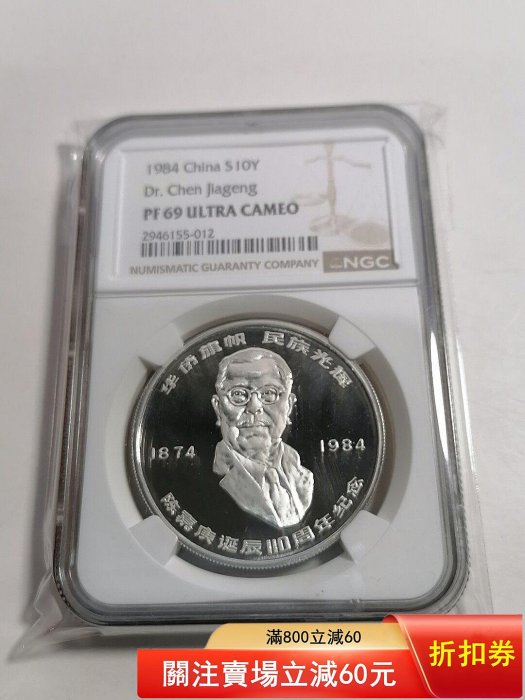 1984 China S10Y
Dr. Chen Jiageng
PF 69 ULTRA CAMEO
2946155-012
NUMISMATIC GUARANTY COMPANY
NGC
华侨旗帜 民族光辉
1874 1984
陈嘉庚诞辰110周年纪念
滿800立減60
關注賣場立減60元
折扣券